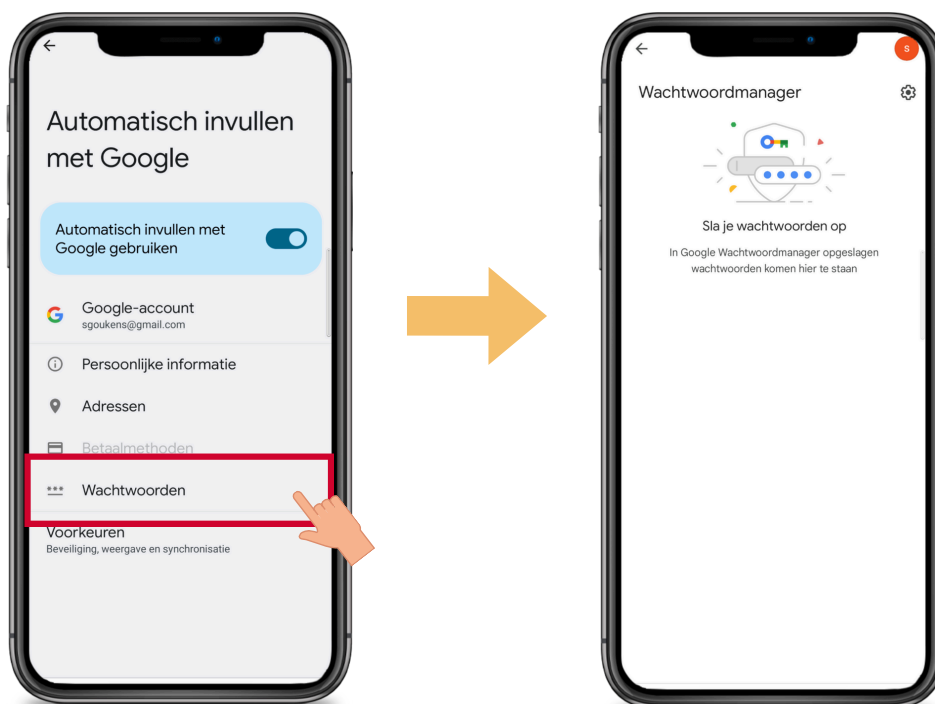 Automatisch invullen
met Google
Automatisch invullen met
Google gebruiken
Google-account
sgoukens@gmail.com
Persoonlijke informatie
Adressen
Betaalmethoden
Wachtwoorden
Voorkeuren
Beveiliging, weergave en synchronisatie
S
Wachtwoordmanager
Sla je wachtwoorden op
In Google Wachtwoordmanager opgeslagen
wachtwoorden komen hier te staan